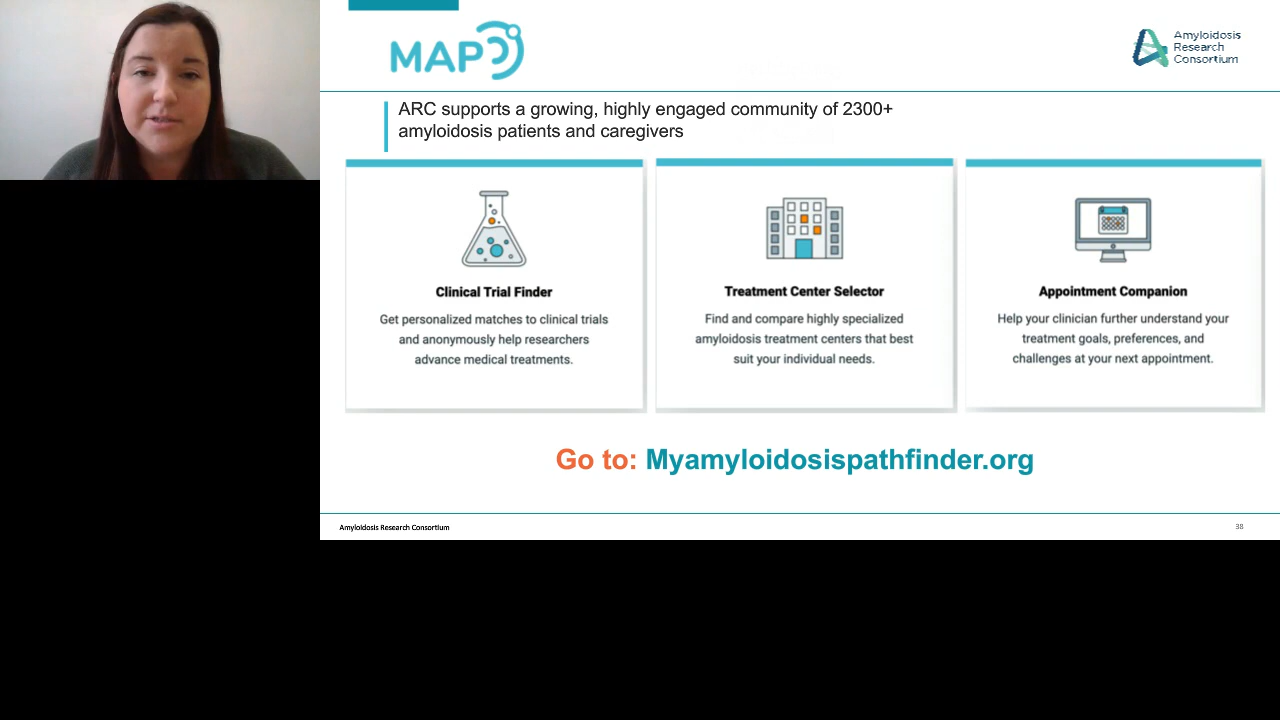 MAP
Amyloidosis
Research
Consortium
ARC supports a growing, highly engaged community of 2300+
amyloidosis patients and caregivers
Clinical Trial Finder
Get personalized matches to clinical trials
and anonymously help researchers
advance medical treatments.
Treatment Center Selector
Find and compare highly specialized
amyloidosis treatment centers that best
suit your individual needs.
Appointment Companion
Help your clinician further understand your
treatment goals, preferences, and
challenges at your next appointment.
Go to: Myamyloidosispathfinder.org
Amyloidosis Research Consortium
38